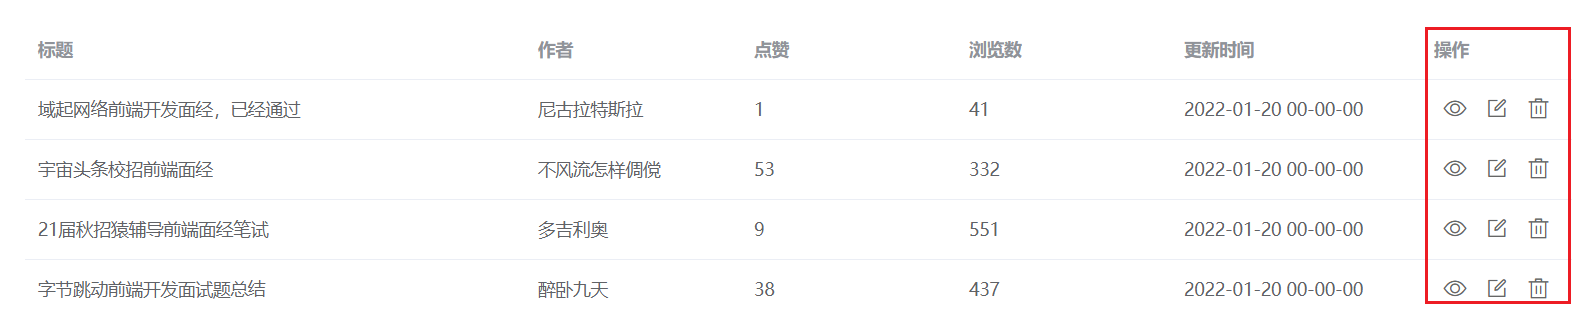 标题 作者 点赞 浏览数 更新时间 操作
域起网络前端开发面经，已经通过 尼古拉特斯拉 1 41 2022-01-20 00-00-00
宇宙头条校招前端面经 不风流怎样倜傥 53 332 2022-01-20 00-00-00
21届秋招猿辅导前端面经笔试 多吉利奥 9 551 2022-01-20 00-00-00
字节跳动前端开发面试题总结 醉卧九天 38 437 2022-01-20 00-00-00